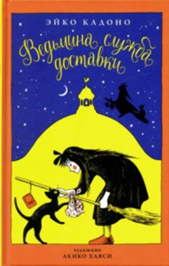 ЭЙКО КАДОНО
Ведьмина служба
доставки
ХУДОЖНИК
АКИКО ХАЯСИ